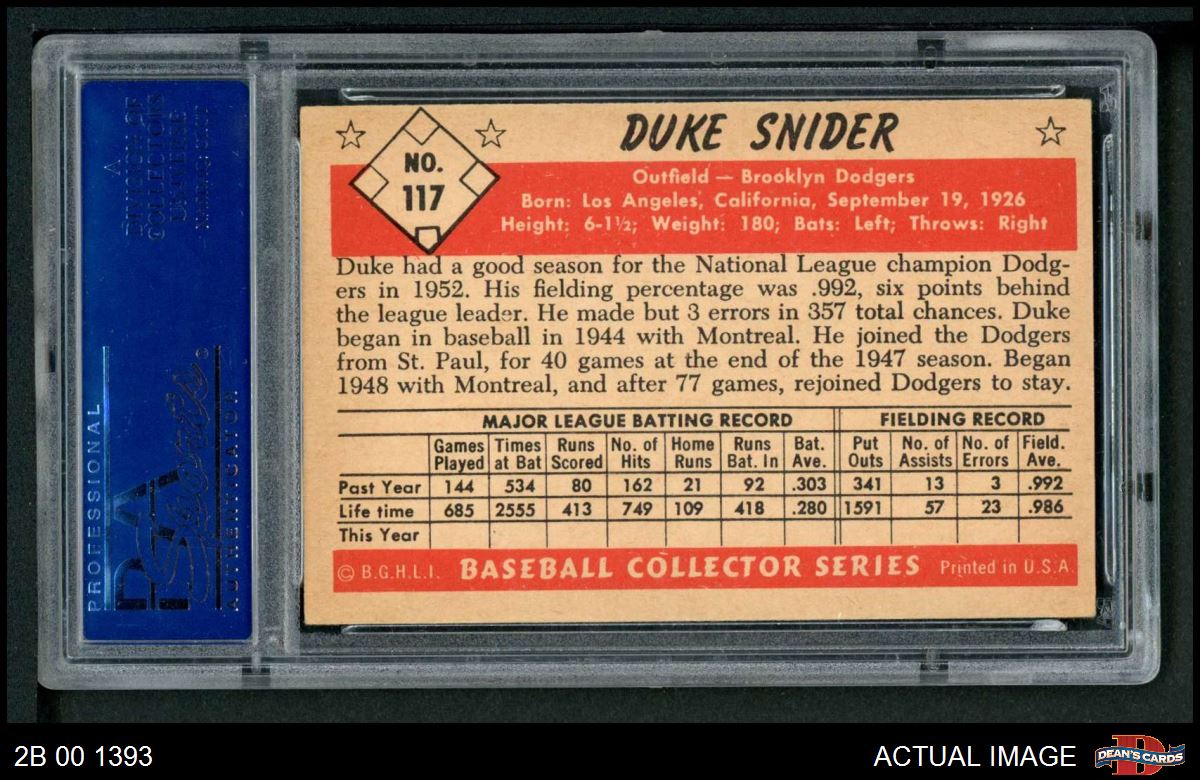 A
DIVISION OF
COLLECTORS
UNIVERSE
PROFESSIONAL
PSA
Sports
AUTHENTICATON
DUKE SNIDER
NO.
117
Outfield — Brooklyn Dodgers
Born: Los Angeles, California, September 19, 1926
Height: 6-1½; Weight: 180; Bats: Left; Throws: Right
Duke had a good season for the National League champion Dodg-
ers in 1952. His fielding percentage was .992, six points behind
the league leader. He made but 3 errors in 357 total chances. Duke
began in baseball in 1944 with Montreal. He joined the Dodgers
from St. Paul, for 40 games at the end of the 1947 season. Began
1948 with Montreal, and after 77 games, rejoined Dodgers to stay.
MAJOR LEAGUE BATTING RECORD FIELDING RECORD
Games Times Runs No. of Home Runs Bat. Put No. of No. of Field.
Played at Bat Scored Hits Runs Bat. In Ave. Outs Assists Errors Ave.
Past Year 144 534 80 162 21 92 .303 341 13 3 .992
Life time 685 2555 413 749 109 418 .280 1591 57 23 .986
This Year
© B.G.H.L.I. BASEBALL COLLECTOR SERIES Printed in U.S.A.
2B 00 1393
ACTUAL IMAGE
DEAN'S CARDS